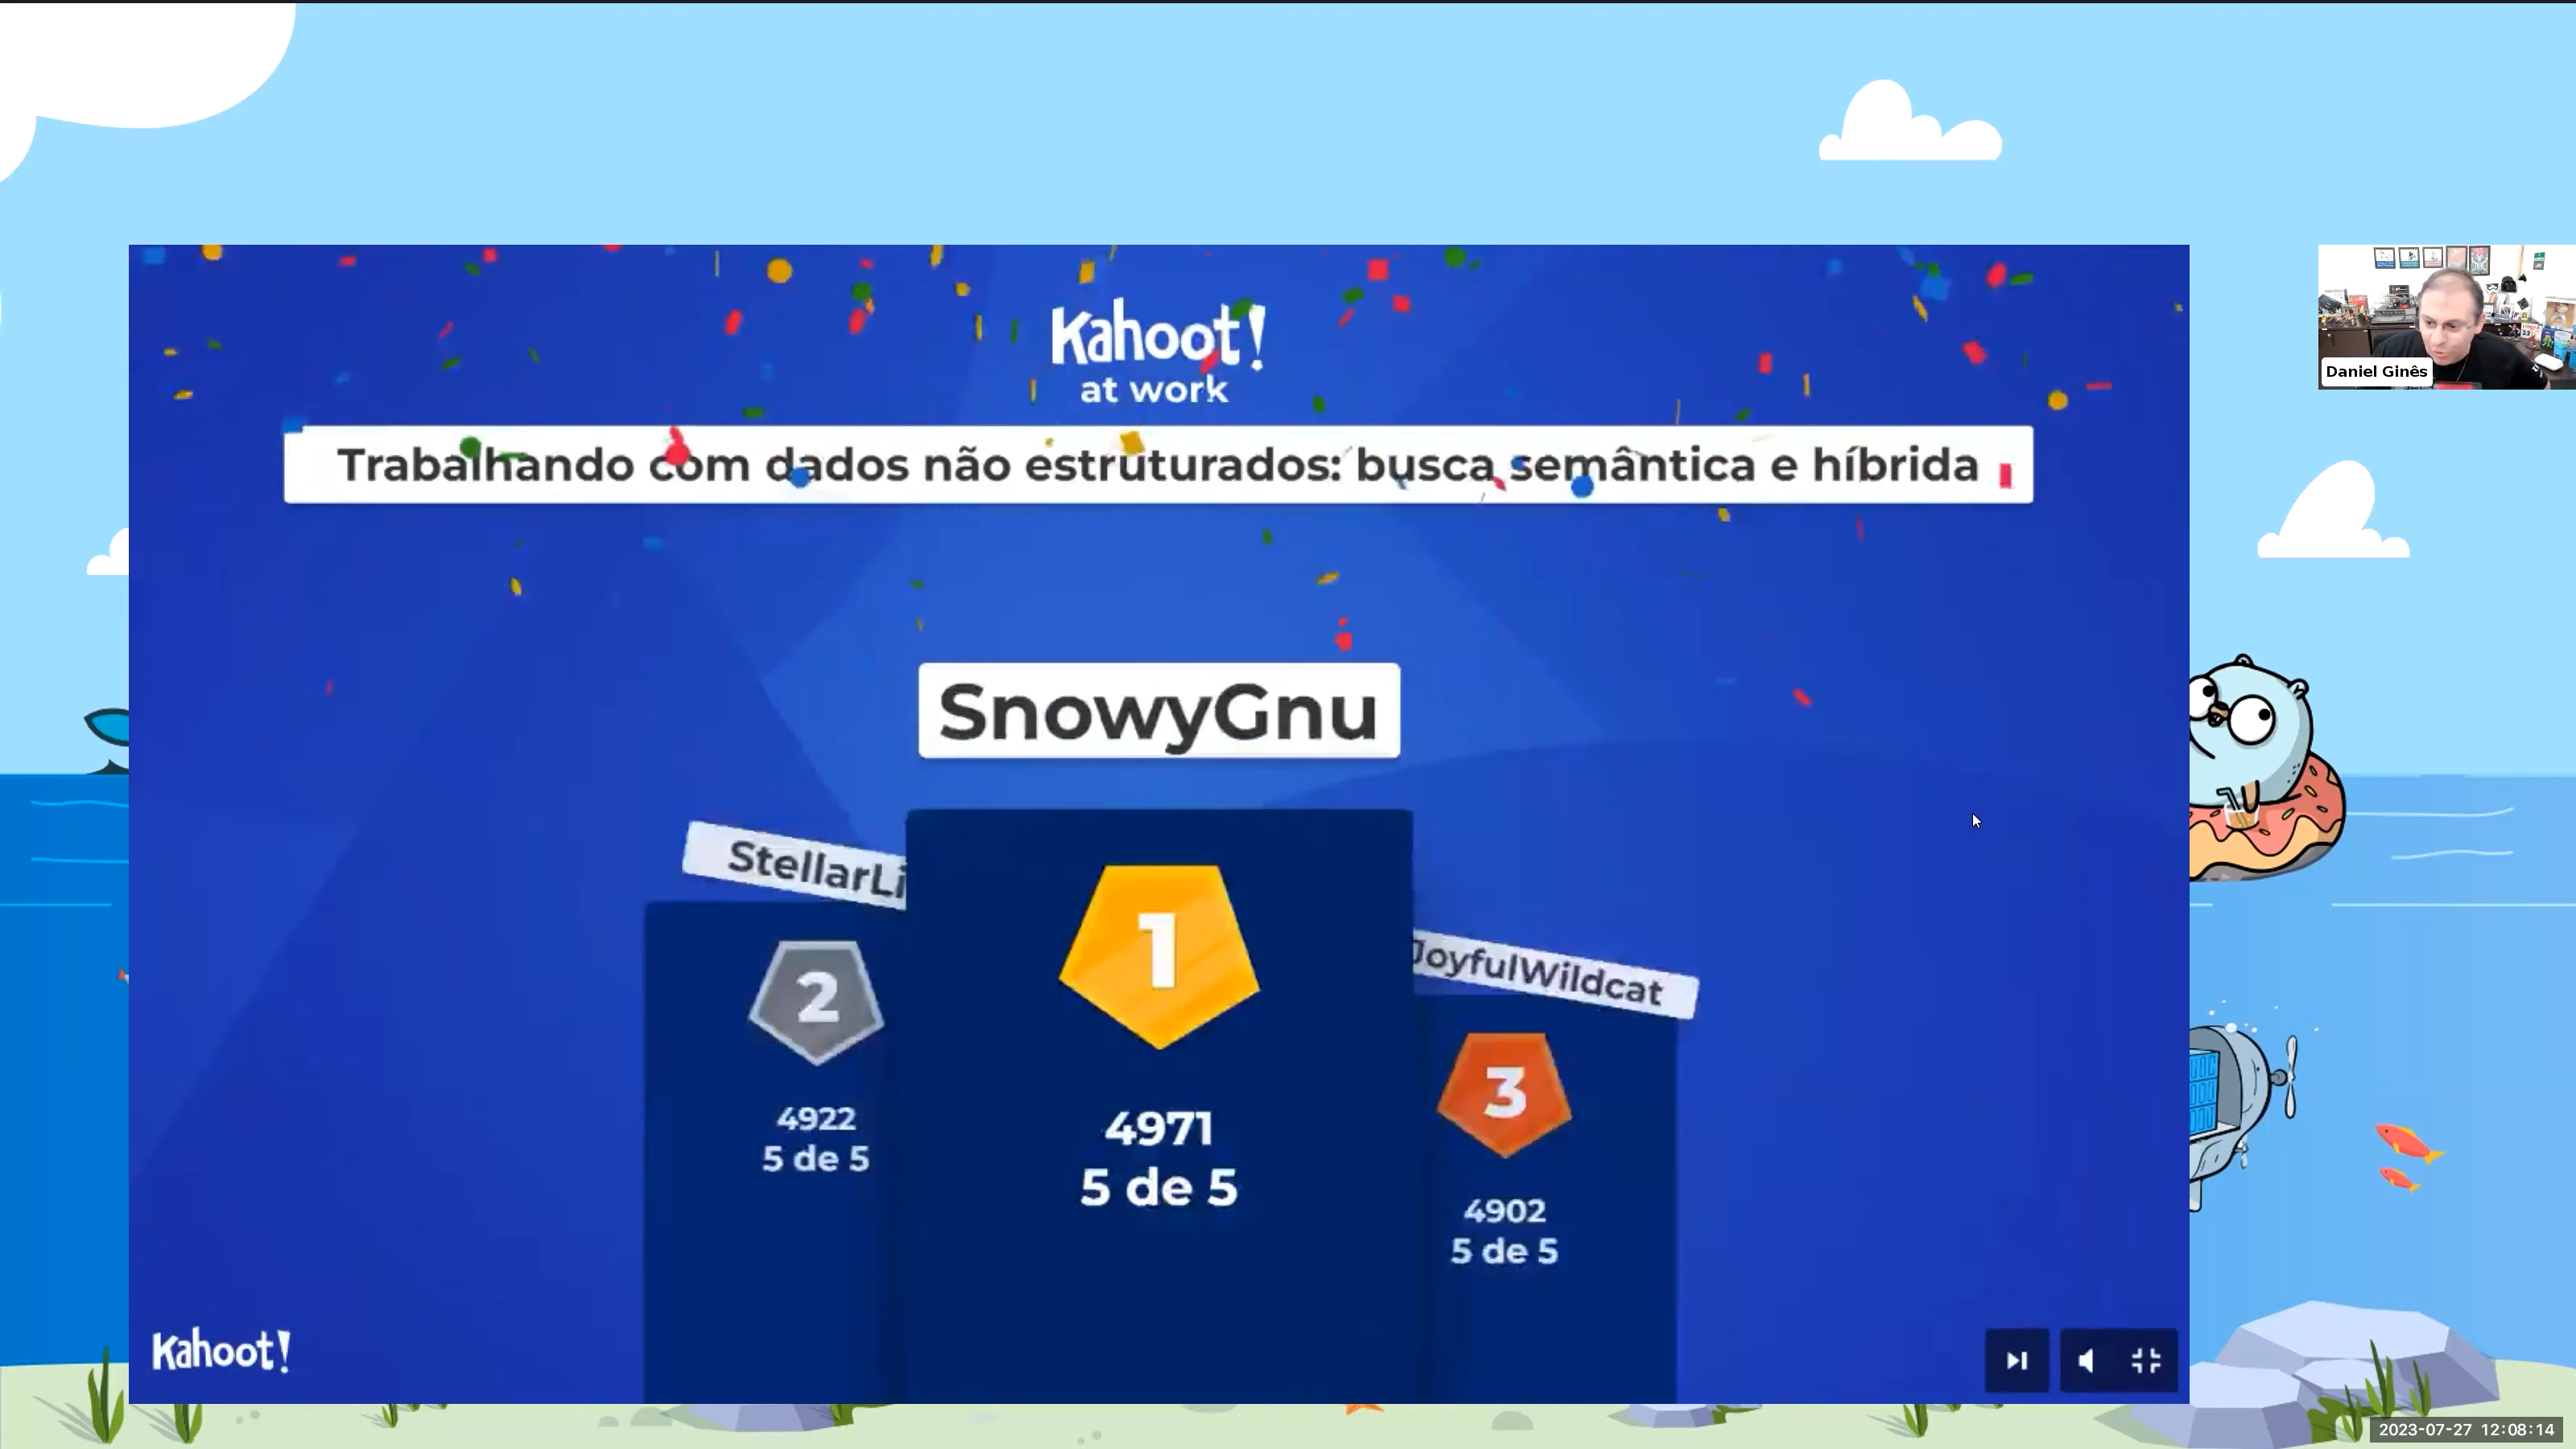 Kahoot!
at work
Trabalhando com dados não estruturados: busca semântica e híbrida
SnowyGnu
StellarLi
JoyfulWildcat
1
2
3
4971
5 de 5
4922
5 de 5
4902
5 de 5
Kahoot!
Daniel Ginês
2023-07-27 12:08:14